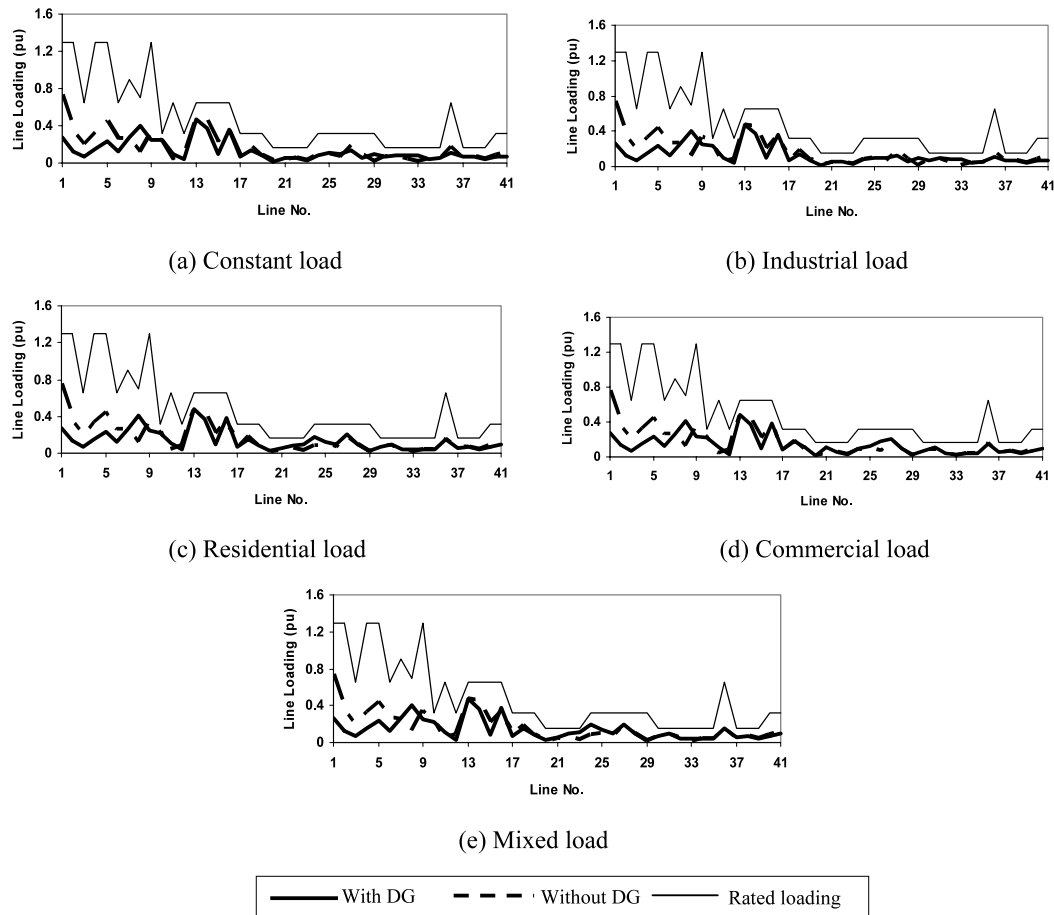 1.6
1.2
0.8
0.4
0
Line Loading (pu)
1 5 9 13 17 21 25 29 33 37 41
Line No.
(a) Constant load
1.6
1.2
0.8
0.4
0
Line Loading (pu)
1 5 9 13 17 21 25 29 33 37 41
Line No.
(b) Industrial load
1.6
1.2
0.8
0.4
0
Line Loading (pu)
1 5 9 13 17 21 25 29 33 37 41
Line No.
(c) Residential load
1.6
1.2
0.8
0.4
0
Line Loading (pu)
1 5 9 13 17 21 25 29 33 37 41
Line No.
(d) Commercial load
1.6
1.2
0.8
0.4
0
Line Loading (pu)
1 5 9 13 17 21 25 29 33 37 41
Line No.
(e) Mixed load
With DG Without DG Rated loading